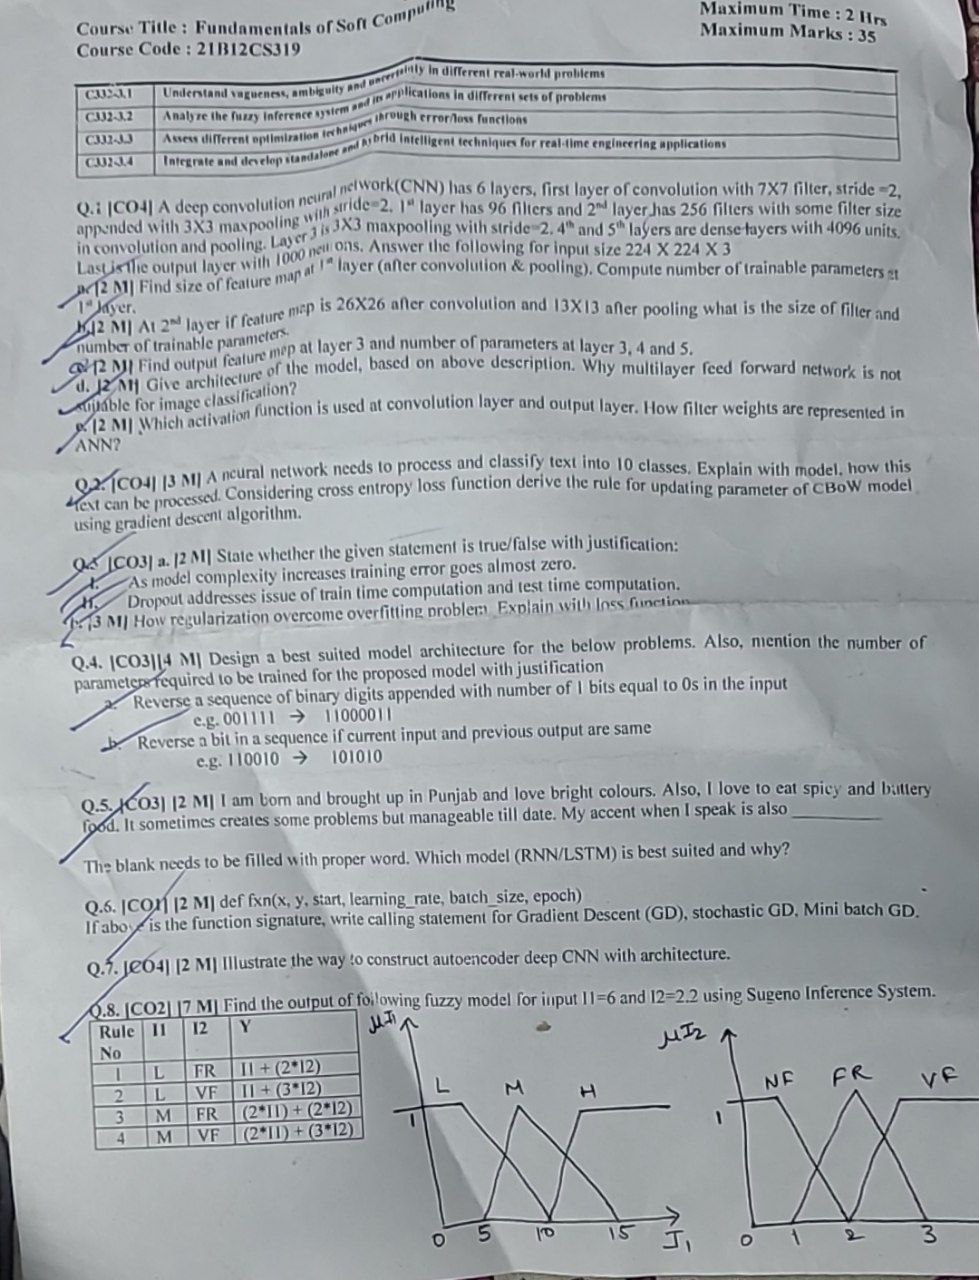 Course Title : Fundamentals of Soft Computing
Maximum Time : 2 Hrs
Course Code : 21B12CS319
Maximum Marks : 35
C332-3.1 Understand vagueness, ambiguity and uncertainty in different real-world problems
C332-3.2 Analyze the fuzzy inference system and its applications in different sets of problems
C332-3.3 Assess different optimization techniques through error/loss functions
C332-3.4 Integrate and develop standalone and hybrid intelligent techniques for real-time engineering applications
Q.1 [CO4] A deep convolution neural network(CNN) has 6 layers, first layer of convolution with 7X7 filter, stride =2,
appended with 3X3 maxpooling with stride=2. 1st layer has 96 filters and 2nd layer has 256 filters with some filter size
in convolution and pooling. Layer 3 is 3X3 maxpooling with stride=2. 4th and 5th layers are dense layers with 4096 units.
Last is the output layer with 1000 neurons. Answer the following for input size 224 X 224 X 3
a. [2 M] Find size of feature map at 1st layer (after convolution & pooling). Compute number of trainable parameters at
1st layer.
b. [2 M] At 2nd layer if feature map is 26X26 after convolution and 13X13 after pooling what is the size of filter and
number of trainable parameters.
c. [2 M] Find output feature map at layer 3 and number of parameters at layer 3, 4 and 5.
d. [2 M] Give architecture of the model, based on above description. Why multilayer feed forward network is not
suitable for image classification?
e. [2 M] Which activation function is used at convolution layer and output layer. How filter weights are represented in
ANN?
Q.2. [CO4] [3 M] A neural network needs to process and classify text into 10 classes. Explain with model, how this
text can be processed. Considering cross entropy loss function derive the rule for updating parameter of CBoW model
using gradient descent algorithm.
Q.3 [CO3] a. [2 M] State whether the given statement is true/false with justification:
I. As model complexity increases training error goes almost zero.
II. Dropout addresses issue of train time computation and test time computation.
b. [3 M] How regularization overcome overfitting problem. Explain with loss function
Q.4. [CO3][4 M] Design a best suited model architecture for the below problems. Also, mention the number of
parameters required to be trained for the proposed model with justification
a. Reverse a sequence of binary digits appended with number of 1 bits equal to 0s in the input
e.g. 001111 → 11000011
b. Reverse a bit in a sequence if current input and previous output are same
e.g. 110010 → 101010
Q.5. [CO3] [2 M] I am born and brought up in Punjab and love bright colours. Also, I love to eat spicy and buttery
food. It sometimes creates some problems but manageable till date. My accent when I speak is also ________
The blank needs to be filled with proper word. Which model (RNN/LSTM) is best suited and why?
Q.6. [CO1] [2 M] def fxn(x, y, start, learning_rate, batch_size, epoch)
If above is the function signature, write calling statement for Gradient Descent (GD), stochastic GD, Mini batch GD.
Q.7. [CO4] [2 M] Illustrate the way to construct autoencoder deep CNN with architecture.
Q.8. [CO2] [7 M] Find the output of following fuzzy model for input I1=6 and I2=2.2 using Sugeno Inference System.
Rule No I1 I2 Y
1 L FR I1 + (2*I2)
2 L VF I1 + (3*I2)
3 M FR (2*I1) + (2*I2)
4 M VF (2*I1) + (3*I2)
μI1
L M H
1
0 5 10 15 I1
μI2
NF FR VF
1
0 1 2 3